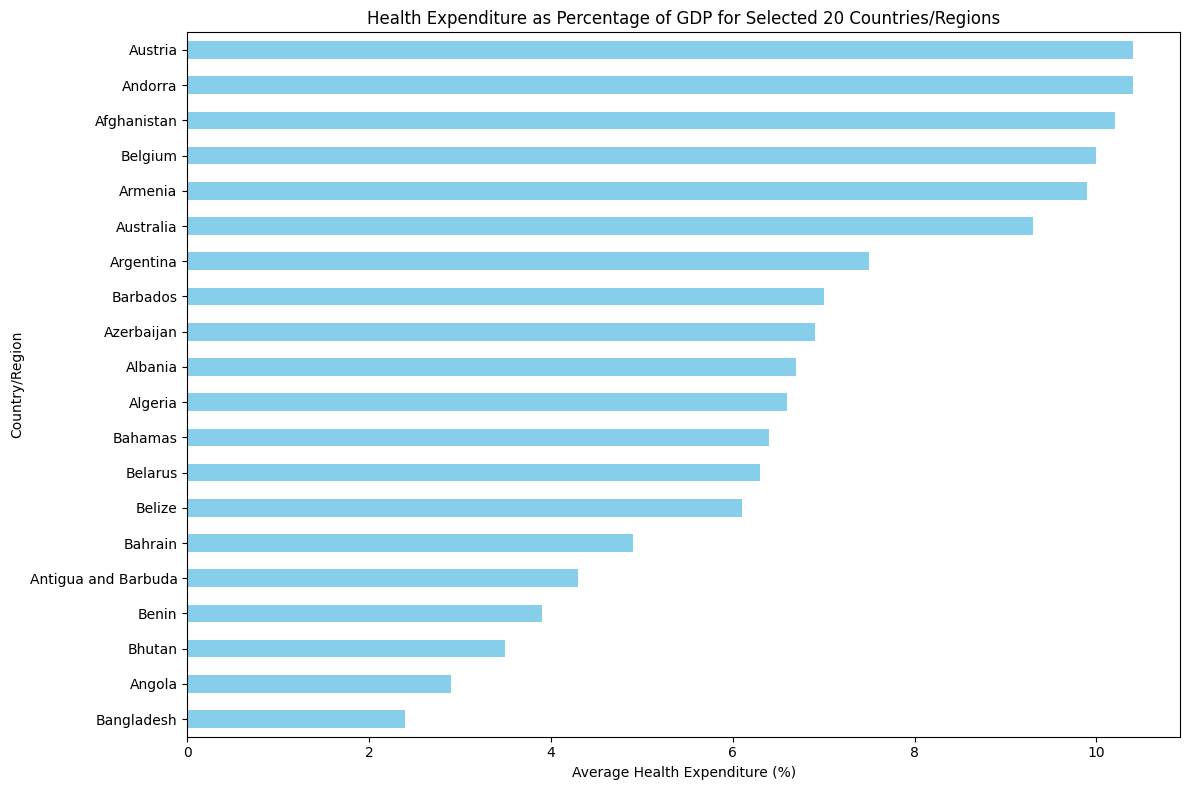 Health Expenditure as Percentage of GDP for Selected 20 Countries/Regions
Austria
Andorra
Afghanistan
Belgium
Armenia
Australia
Argentina
Barbados
Azerbaijan
Albania
Algeria
Bahamas
Belarus
Belize
Bahrain
Antigua and Barbuda
Benin
Bhutan
Angola
Bangladesh
Country/Region
0 2 4 6 8 10
Average Health Expenditure (%)